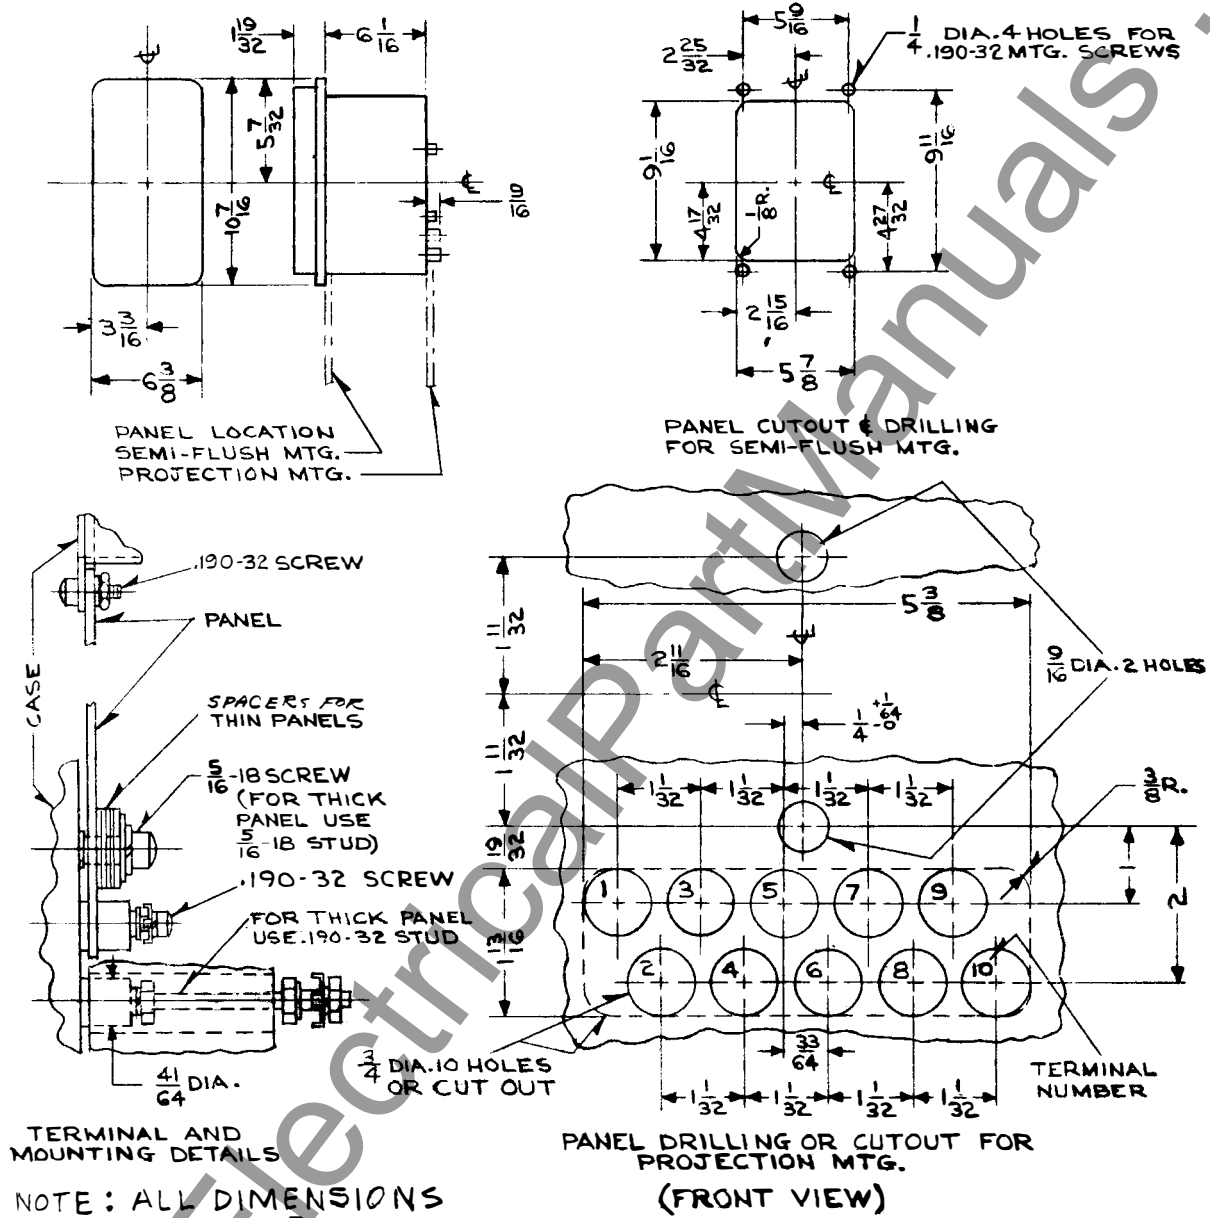 1 19/32
6 1/16
5 7/32
10 7/16
3 3/16
6 3/8
PANEL LOCATION
SEMI-FLUSH MTG.
PROJECTION MTG.
2 25/32
1/4 DIA. 4 HOLES FOR
.190-32 MTG. SCREWS
9 1/16
9 11/16
4 17/32
1/8 R.
4 27/32
2 15/16
5 7/8
PANEL CUTOUT & DRILLING
FOR SEMI-FLUSH MTG.
.190-32 SCREW
PANEL
CASE
SPACERS FOR
THIN PANELS
5/16-18 SCREW
(FOR THICK
PANEL USE
5/16-18 STUD)
.190-32 SCREW
FOR THICK PANEL
USE .190-32 STUD
41/64 DIA.
TERMINAL AND
MOUNTING DETAILS
NOTE: ALL DIMENSIONS
5 3/8
1 11/32
2 11/16
DIA. 2 HOLES
1/4 +1/64 -0
1 11/32
1 1/32
1 1/32
1 1/32
1 1/32
3/8 R.
19/32
1
2
1 3 5 7 9
1 13/16
2 4 6 8 10
33/64
3/4 DIA. 10 HOLES
OR CUT OUT
1 1/32
1 1/32
1 1/32
1 1/32
TERMINAL
NUMBER
PANEL DRILLING OR CUTOUT FOR
PROJECTION MTG.
(FRONT VIEW)
ElectricalPartManuals